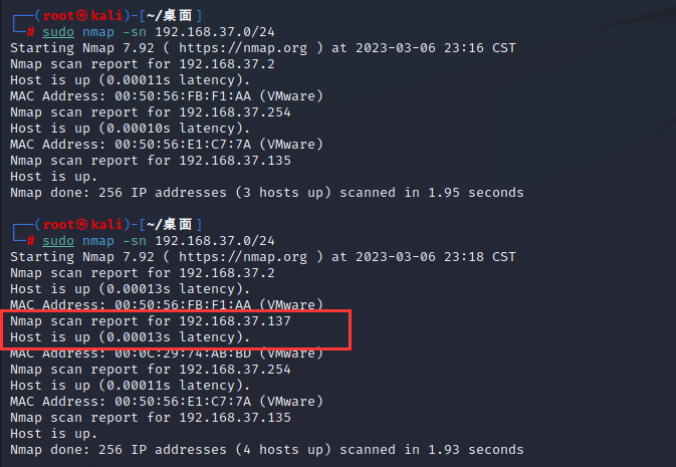 ┌──(root㉿kali)-[~/桌面]
└─# sudo nmap -sn 192.168.37.0/24
Starting Nmap 7.92 ( https://nmap.org ) at 2023-03-06 23:16 CST
Nmap scan report for 192.168.37.2
Host is up (0.00011s latency).
MAC Address: 00:50:56:FB:F1:AA (VMware)
Nmap scan report for 192.168.37.254
Host is up (0.00010s latency).
MAC Address: 00:50:56:E1:C7:7A (VMware)
Nmap scan report for 192.168.37.135
Host is up.
Nmap done: 256 IP addresses (3 hosts up) scanned in 1.95 seconds
┌──(root㉿kali)-[~/桌面]
└─# sudo nmap -sn 192.168.37.0/24
Starting Nmap 7.92 ( https://nmap.org ) at 2023-03-06 23:18 CST
Nmap scan report for 192.168.37.2
Host is up (0.00013s latency).
MAC Address: 00:50:56:FB:F1:AA (VMware)
Nmap scan report for 192.168.37.137
Host is up (0.00013s latency).
MAC Address: 00:0C:29:74:AB:BD (VMware)
Nmap scan report for 192.168.37.254
Host is up (0.00011s latency).
MAC Address: 00:50:56:E1:C7:7A (VMware)
Nmap scan report for 192.168.37.135
Host is up.
Nmap done: 256 IP addresses (4 hosts up) scanned in 1.93 seconds